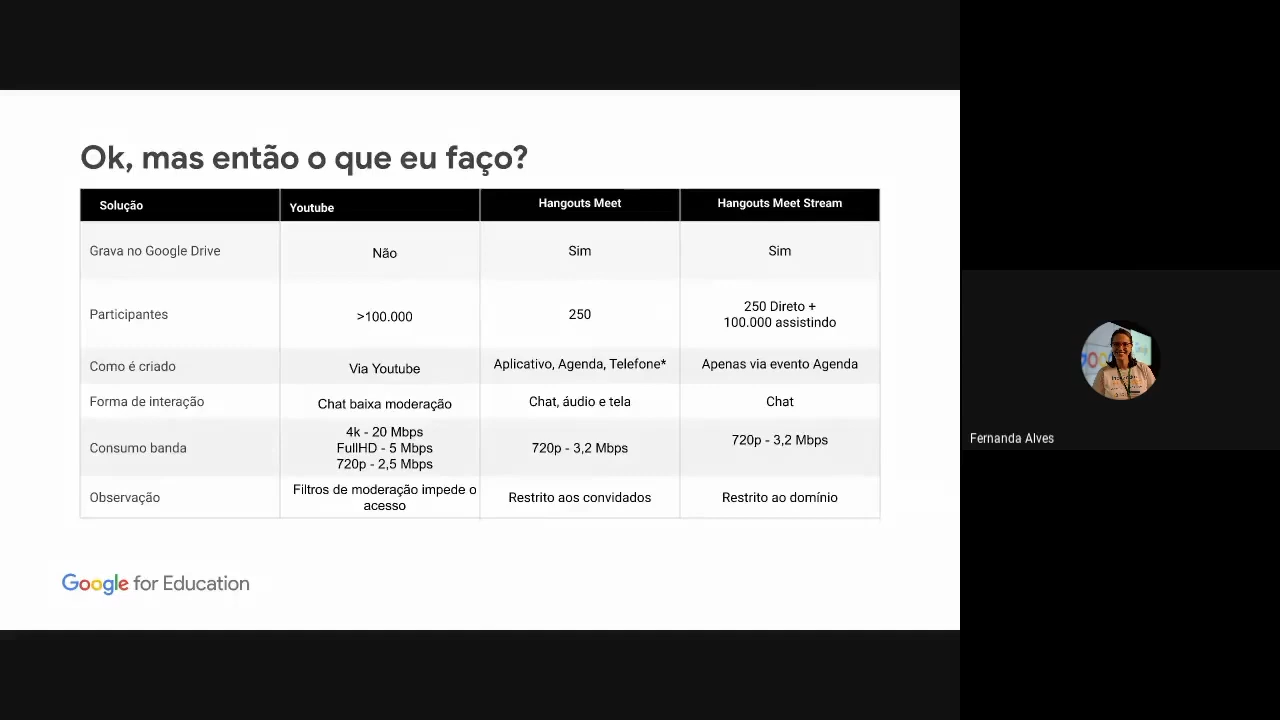 Ok, mas então o que eu faço?
Solução Youtube Hangouts Meet Hangouts Meet Stream
Grava no Google Drive Não Sim Sim
Participantes >100.000 250 250 Direto +
100.000 assistindo
Como é criado Via Youtube Aplicativo, Agenda, Telefone* Apenas via evento Agenda
Forma de interação Chat baixa moderação Chat, áudio e tela Chat
Consumo banda 4k - 20 Mbps
FullHD - 5 Mbps
720p - 2,5 Mbps
720p - 3,2 Mbps 720p - 3,2 Mbps
Observação Filtros de moderação impede o
acesso
Restrito aos convidados Restrito ao domínio
Google for Education
Fernanda Alves